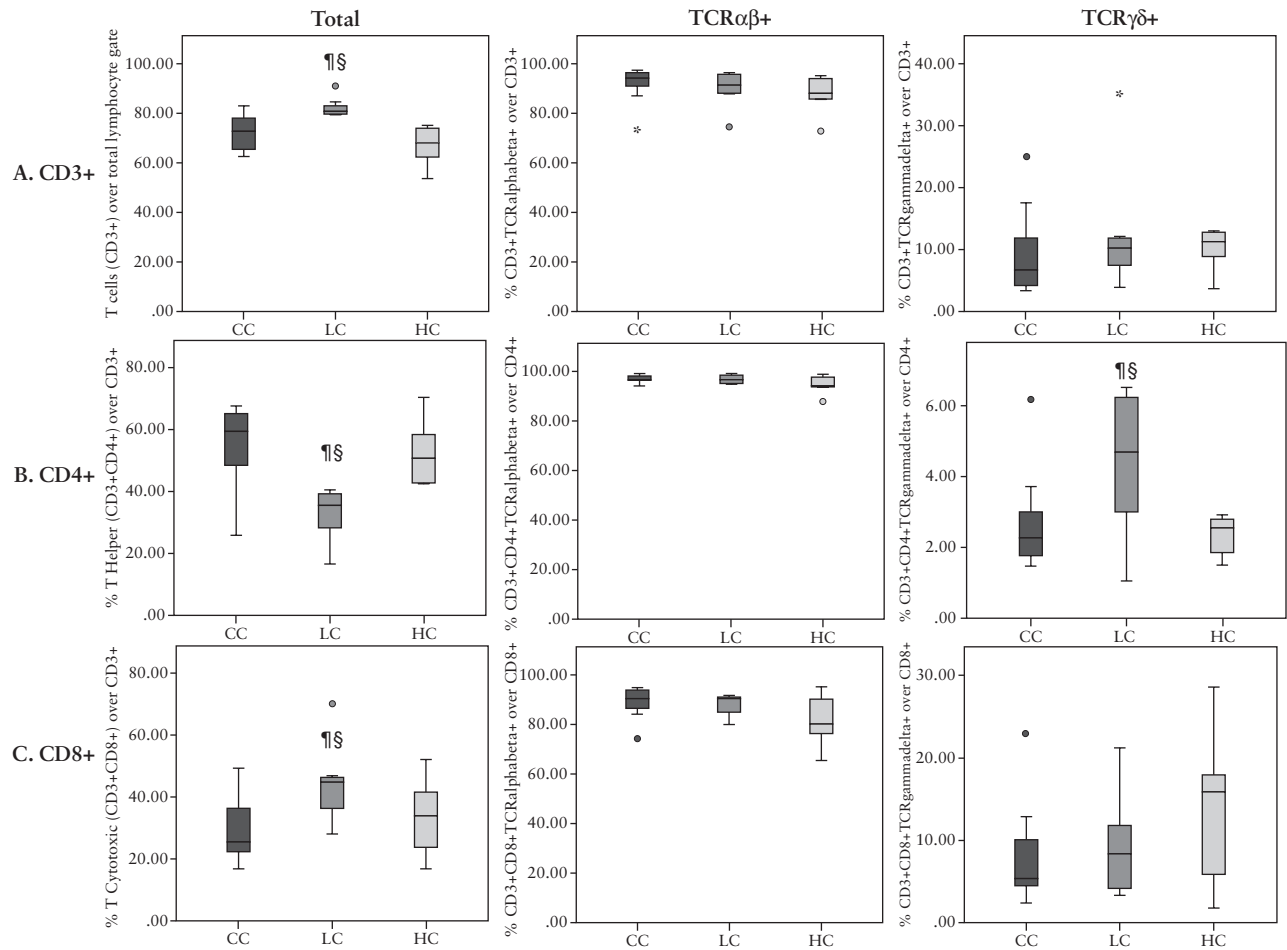 Total
TCRαβ+
TCRγδ+
A. CD3+
T cells (CD3+) over total lymphocyte gate
100.00
80.00
60.00
40.00
20.00
.00
¶§
CC
LC
HC
% CD3+TCRalphabeta+ over CD3+
100.00
80.00
60.00
40.00
20.00
.00
*
CC
LC
HC
% CD3+TCRgammadelta+ over CD3+
40.00
30.00
20.00
10.00
.00
*
CC
LC
HC
B. CD4+
% T Helper (CD3+CD4+) over CD3+
80.00
60.00
40.00
20.00
.00
¶§
CC
LC
HC
% CD3+CD4+TCRalphabeta+ over CD4+
100.00
80.00
60.00
40.00
20.00
.00
CC
LC
HC
% CD3+CD4+TCRgammadelta+ over CD4+
6.00
4.00
2.00
.00
¶§
CC
LC
HC
C. CD8+
% T Cytotoxic (CD3+CD8+) over CD3+
80.00
60.00
40.00
20.00
.00
¶§
CC
LC
HC
% CD3+CD8+TCRalphabeta+ over CD8+
100.00
80.00
60.00
40.00
20.00
.00
CC
LC
HC
% CD3+CD8+TCRgammadelta+ over CD8+
30.00
20.00
10.00
.00
CC
LC
HC